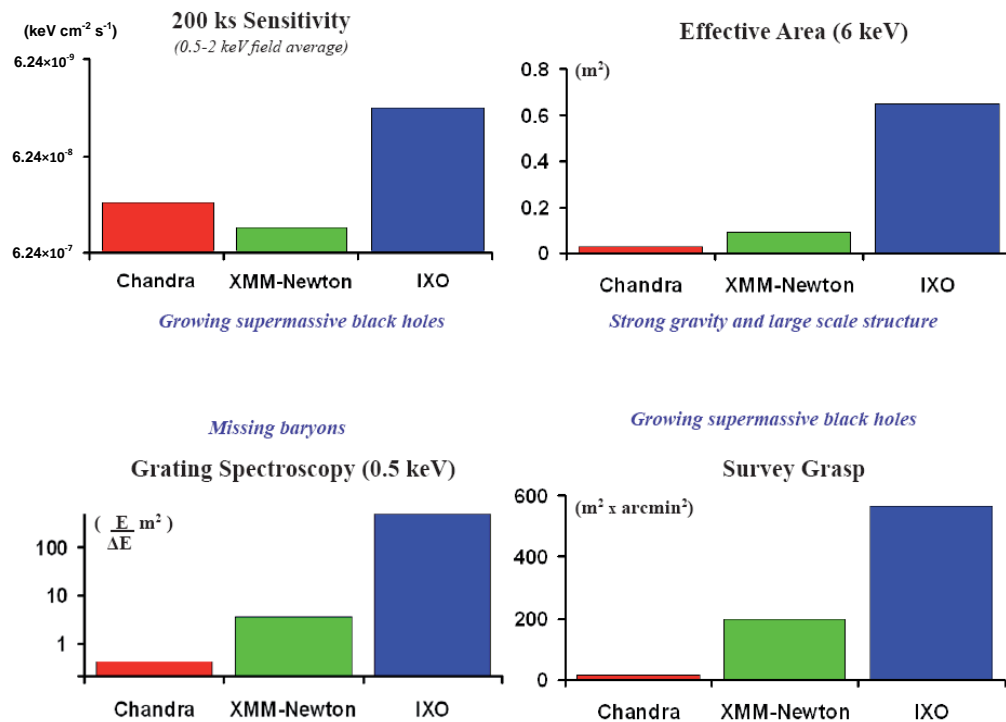 200 ks Sensitivity
(keV cm⁻² s⁻¹)
(0.5-2 keV field average)
6.24×10⁻⁹
6.24×10⁻⁸
6.24×10⁻⁷
Chandra XMM-Newton IXO
Growing supermassive black holes
Effective Area (6 keV)
(m²)
0.8
0.6
0.4
0.2
0
Chandra XMM-Newton IXO
Strong gravity and large scale structure
Missing baryons
Grating Spectroscopy (0.5 keV)
( E/ΔE m² )
100
10
1
Chandra XMM-Newton IXO
Growing supermassive black holes
Survey Grasp
(m² x arcmin²)
600
400
200
0
Chandra XMM-Newton IXO